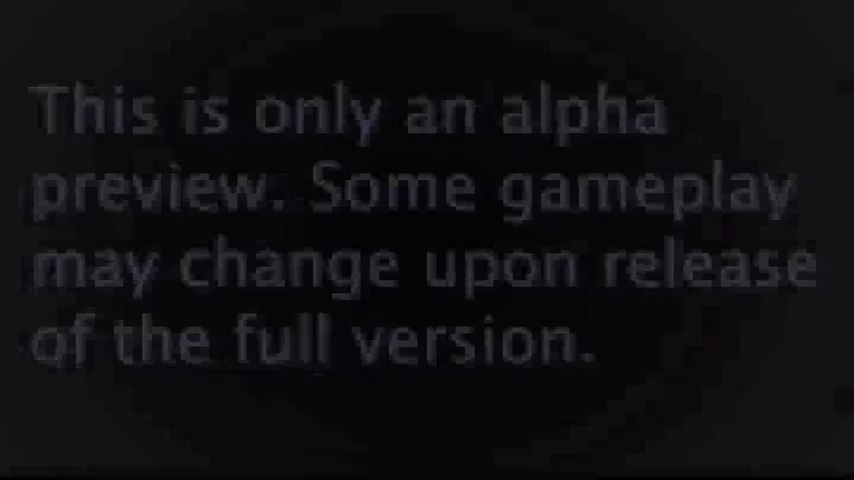 This is only an alpha
preview. Some gameplay
may change upon release
of the full version.